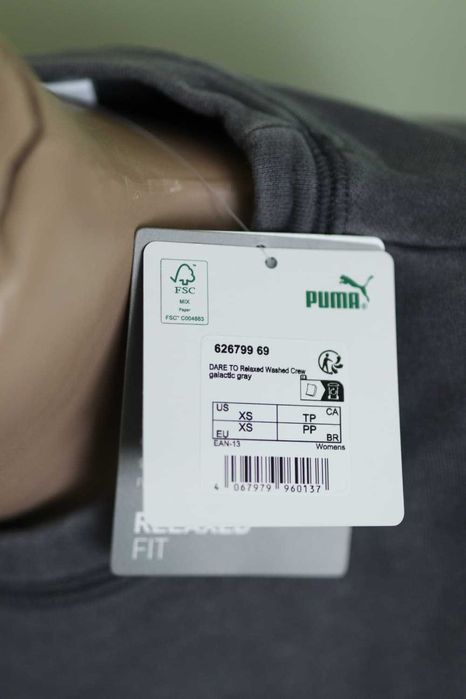 FSC
MIX
Paper
FSC™ C004883
PUMA
626799 69
DARE TO Relaxed Washed Crew
galactic gray
US XS TP CA
EU XS PP BR
EAN-13 Womens
4 067979 960137
RELAXED
FIT